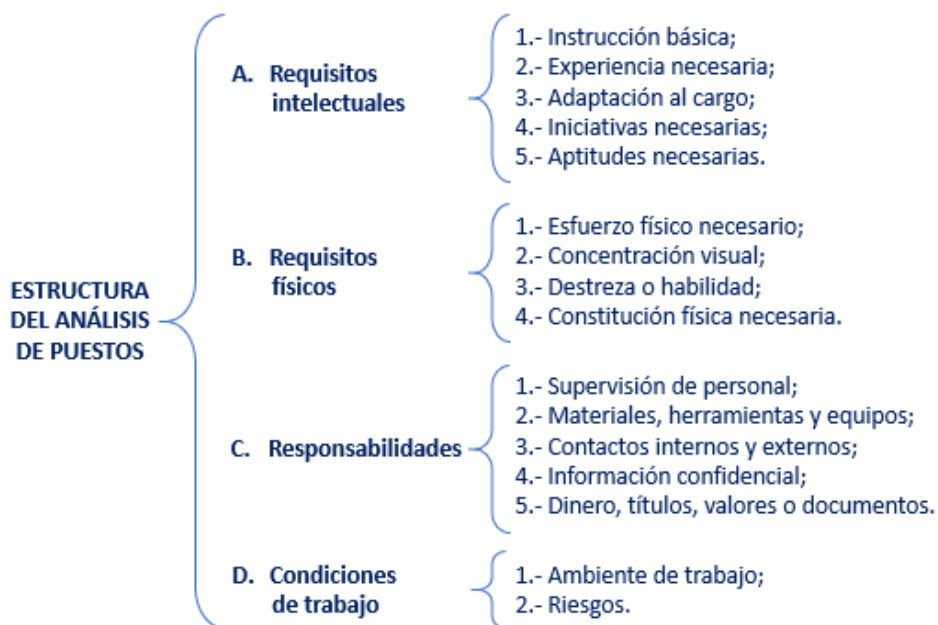 ESTRUCTURA
DEL ANÁLISIS
DE PUESTOS
A. Requisitos
intelectuales
1.- Instrucción básica;
2.- Experiencia necesaria;
3.- Adaptación al cargo;
4.- Iniciativas necesarias;
5.- Aptitudes necesarias.
B. Requisitos
físicos
1.- Esfuerzo físico necesario;
2.- Concentración visual;
3.- Destreza o habilidad;
4.- Constitución física necesaria.
C. Responsabilidades
1.- Supervisión de personal;
2.- Materiales, herramientas y equipos;
3.- Contactos internos y externos;
4.- Información confidencial;
5.- Dinero, títulos, valores o documentos.
D. Condiciones
de trabajo
1.- Ambiente de trabajo;
2.- Riesgos.